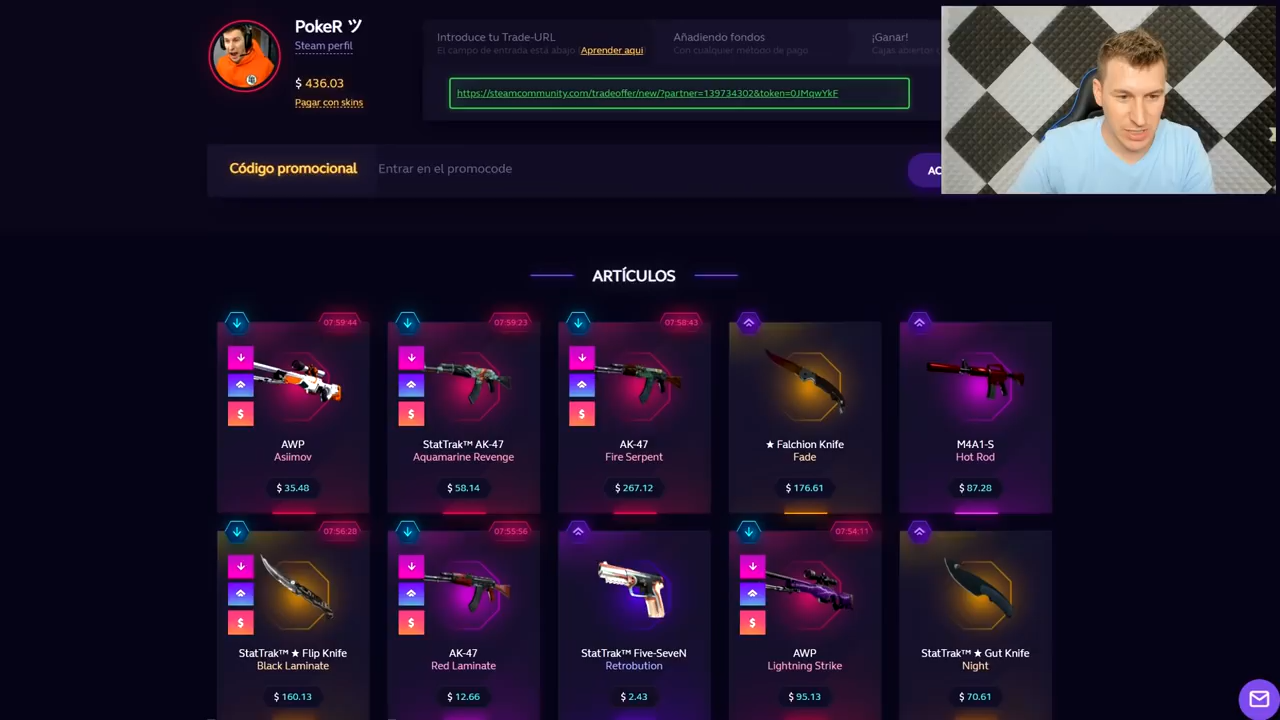 PokeR ツ
Steam perfil
$ 436.03
Pagar con skins
Introduce tu Trade-URL
El campo de entrada está abajo (Aprender aquí)
Añadiendo fondos
Con cualquier método de pago
¡Ganar!
Cajas abiertas
https://steamcommunity.com/tradeoffer/new/?partner=139734302&token=0JMqwYkF
Código promocional
Entrar en el promocode
AC
ARTÍCULOS
07:59:44
07:59:23
07:58:43
$
$
$
AWP
StatTrak™ AK-47
AK-47
★ Falchion Knife
M4A1-S
Asiimov
Aquamarine Revenge
Fire Serpent
Fade
Hot Rod
$ 35.48
$ 58.14
$ 267.12
$ 176.61
$ 87.28
07:56:20
07:55:56
07:54:11
$
$
$
StatTrak™ ★ Flip Knife
AK-47
StatTrak™ Five-SeveN
AWP
StatTrak™ ★ Gut Knife
Black Laminate
Red Laminate
Retrobution
Lightning Strike
Night
$ 160.13
$ 12.66
$ 2.43
$ 95.13
$ 70.61